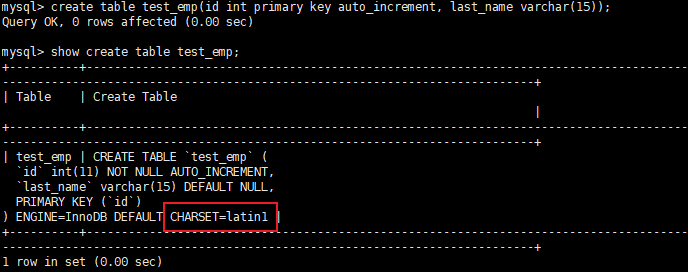 mysql> create table test_emp(id int primary key auto_increment, last_name varchar(15));
Query OK, 0 rows affected (0.00 sec)
mysql> show create table test_emp;
+----------+------------------------------------------------------------------------------------
-----------------------------------------------------------------------+
| Table    | Create Table
|
+----------+------------------------------------------------------------------------------------
-----------------------------------------------------------------------+
| test_emp | CREATE TABLE `test_emp` (
`id` int(11) NOT NULL AUTO_INCREMENT,
`last_name` varchar(15) DEFAULT NULL,
PRIMARY KEY (`id`)
) ENGINE=InnoDB DEFAULT CHARSET=latin1 |
+----------+------------------------------------------------------------------------------------
-----------------------------------------------------------------------+
1 row in set (0.00 sec)